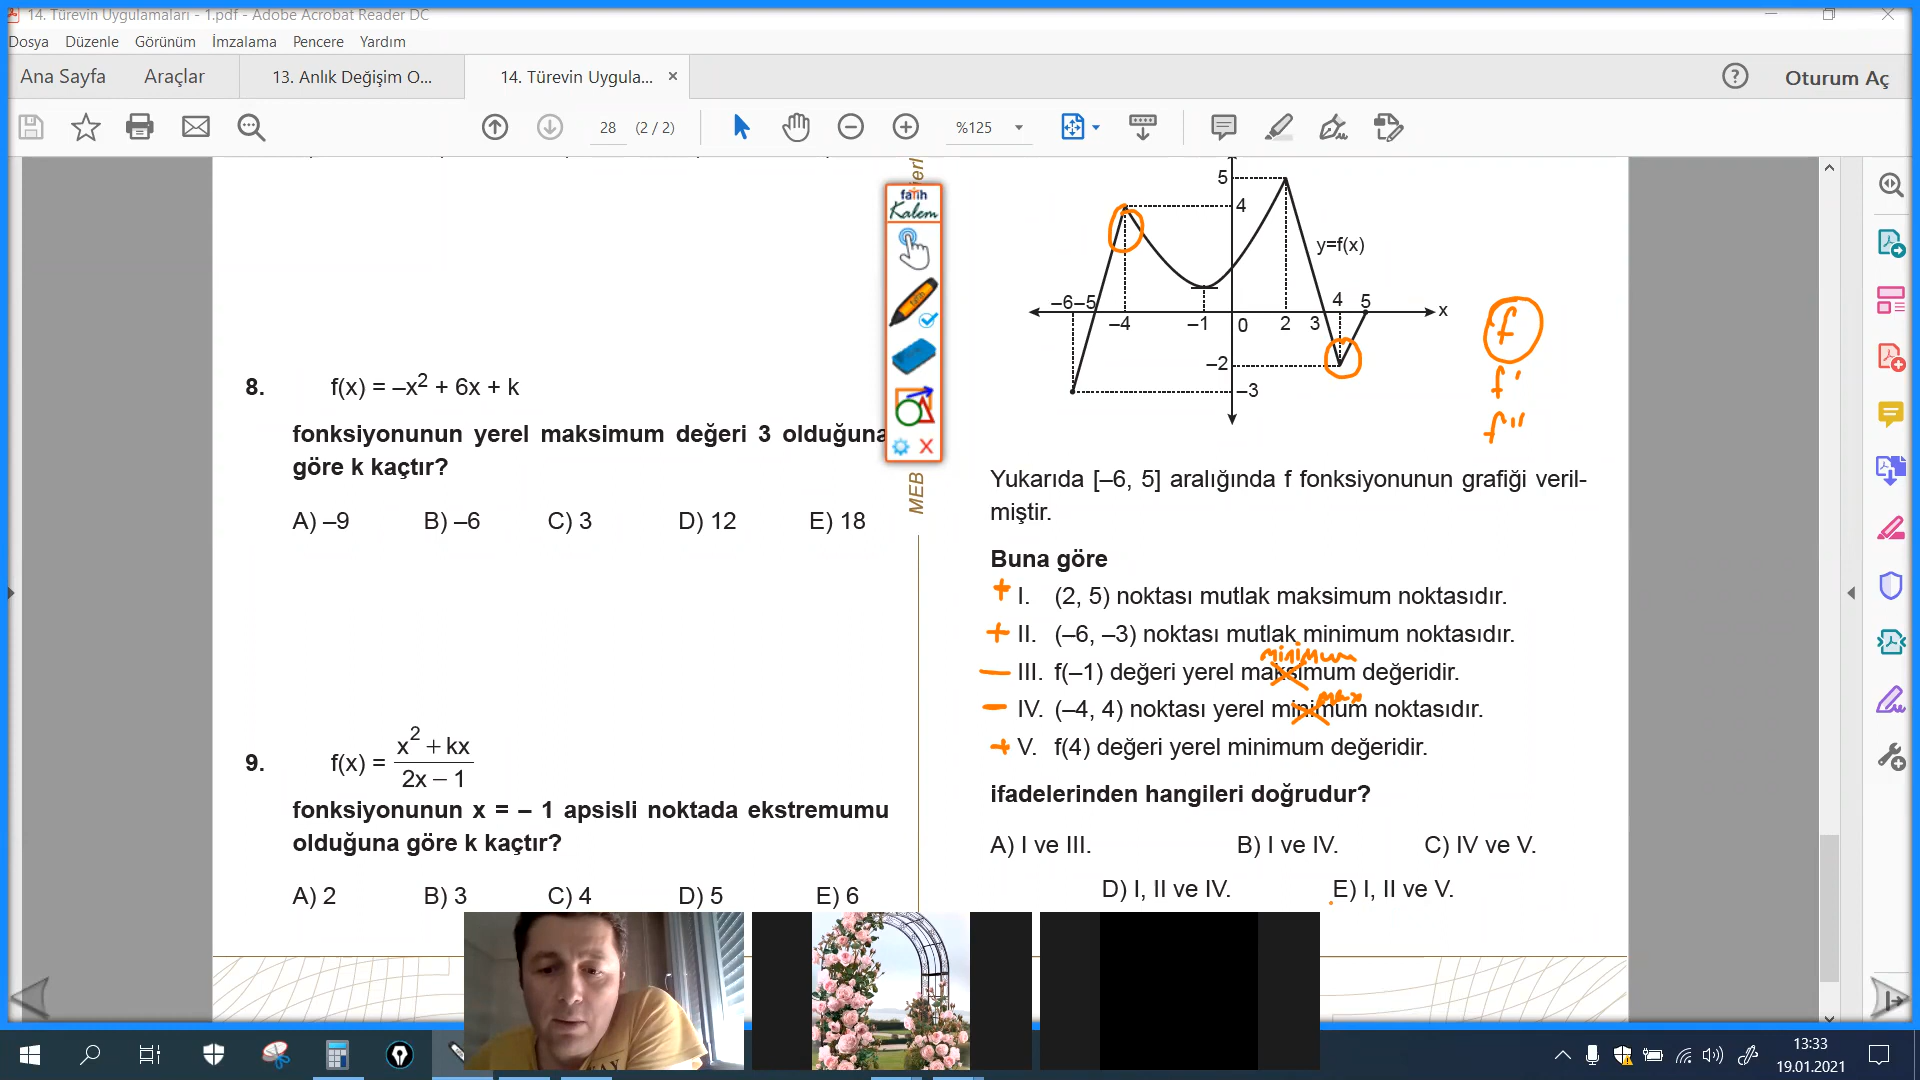 14. Türevin Uygulamaları - 1.pdf - Adobe Acrobat Reader DC
Dosya Düzenle Görünüm İmzalama Pencere Yardım
Ana Sayfa Araçlar 13. Anlık Değişim O... 14. Türevin Uygula... × ? Oturum Aç
28 (2 / 2) %125
fatih
Kalem
MEB
8. f(x) = –x² + 6x + k
fonksiyonunun yerel maksimum değeri 3 olduğuna
göre k kaçtır?
A) –9 B) –6 C) 3 D) 12 E) 18
9. f(x) = x² + kx / 2x – 1
fonksiyonunun x = – 1 apsisli noktada ekstremumu
olduğuna göre k kaçtır?
A) 2 B) 3 C) 4 D) 5 E) 6
5
4
y=f(x)
–6 –5 4 5 x
–4 –1 0 2 3
–2
–3
f
f'
f''
Yukarıda [–6, 5] aralığında f fonksiyonunun grafiği veril-
miştir.
Buna göre
+ I. (2, 5) noktası mutlak maksimum noktasıdır.
+ II. (–6, –3) noktası mutlak minimum noktasıdır.
minimum
– III. f(–1) değeri yerel maksimum değeridir.
max
– IV. (–4, 4) noktası yerel minimum noktasıdır.
+ V. f(4) değeri yerel minimum değeridir.
ifadelerinden hangileri doğrudur?
A) I ve III. B) I ve IV. C) IV ve V.
D) I, II ve IV. E) I, II ve V.
13:33
19.01.2021